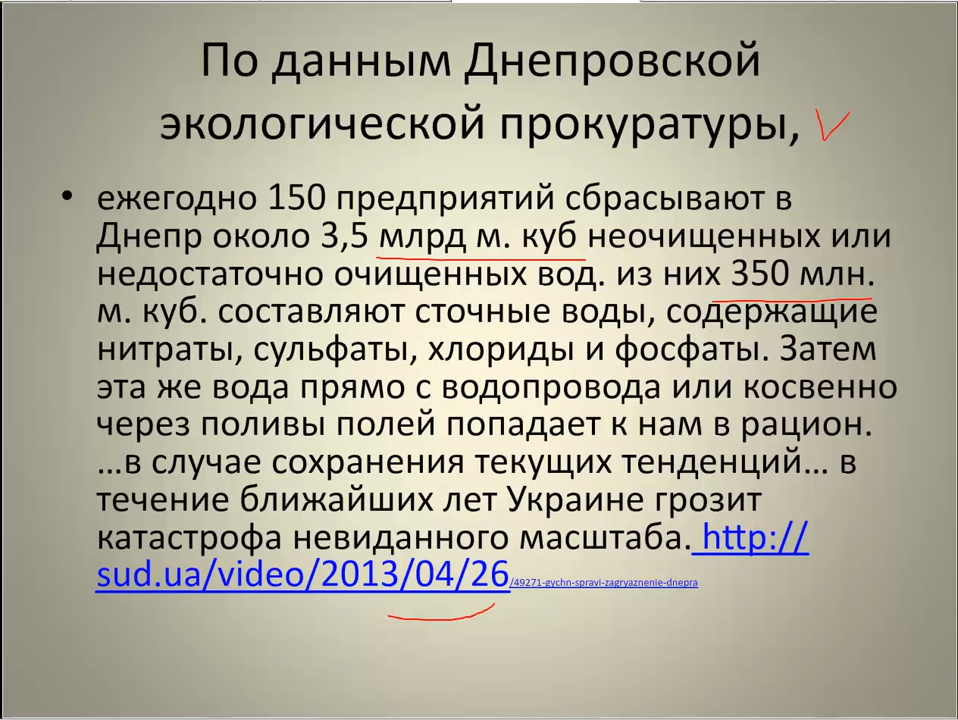 По данным Днепровской
экологической прокуратуры,
• ежегодно 150 предприятий сбрасывают в
Днепр около 3,5 млрд м. куб неочищенных или
недостаточно очищенных вод. из них 350 млн.
м. куб. составляют сточные воды, содержащие
нитраты, сульфаты, хлориды и фосфаты. Затем
эта же вода прямо с водопровода или косвенно
через поливы полей попадает к нам в рацион.
…в случае сохранения текущих тенденций… в
течение ближайших лет Украине грозит
катастрофа невиданного масштаба. http://
sud.ua/video/2013/04/26/49271-gychn-spravi-zagryaznenie-dnepra